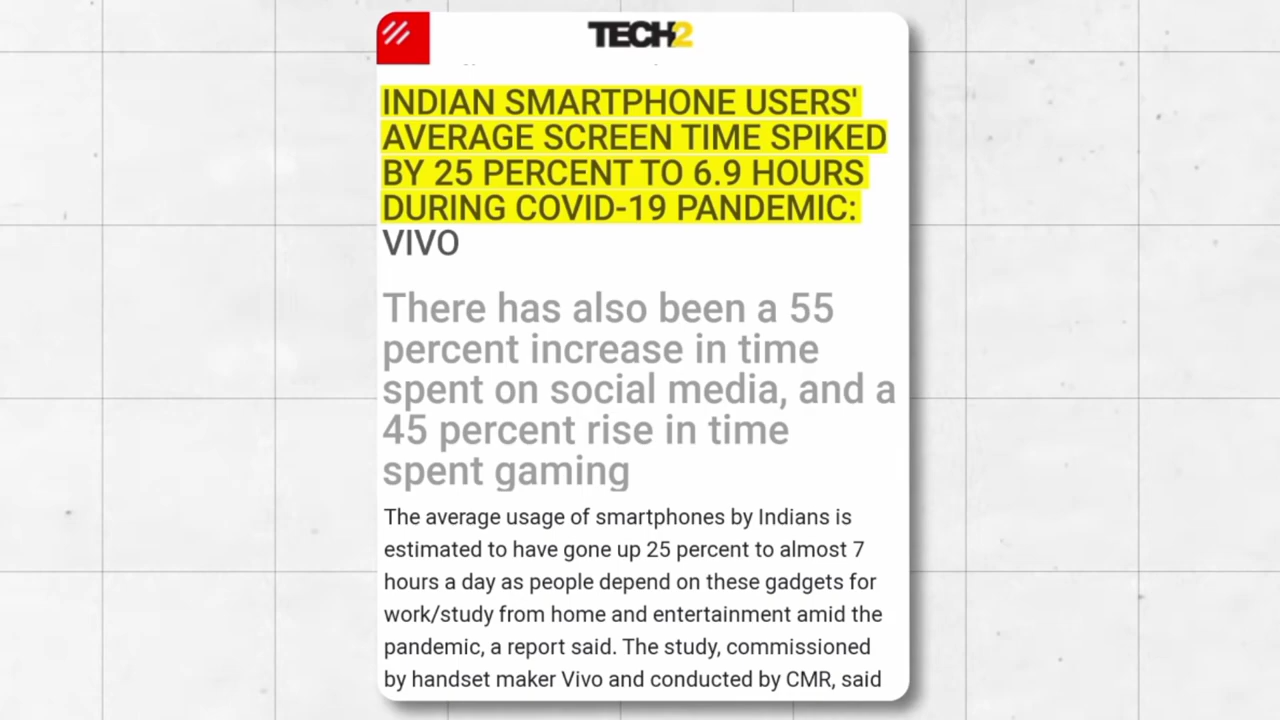 TECH2
INDIAN SMARTPHONE USERS'
AVERAGE SCREEN TIME SPIKED
BY 25 PERCENT TO 6.9 HOURS
DURING COVID-19 PANDEMIC:
VIVO
There has also been a 55
percent increase in time
spent on social media, and a
45 percent rise in time
spent gaming
The average usage of smartphones by Indians is
estimated to have gone up 25 percent to almost 7
hours a day as people depend on these gadgets for
work/study from home and entertainment amid the
pandemic, a report said. The study, commissioned
by handset maker Vivo and conducted by CMR, said